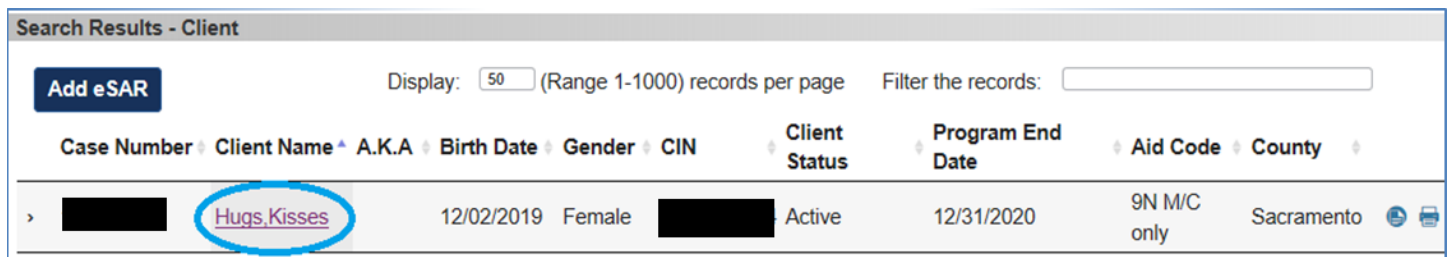 Search Results - Client
Add eSAR Display: 50 (Range 1-1000) records per page Filter the records:
Case Number Client Name A.K.A Birth Date Gender CIN Client Status Program End Date Aid Code County
Hugs,Kisses 12/02/2019 Female Active 12/31/2020 9N M/C only Sacramento